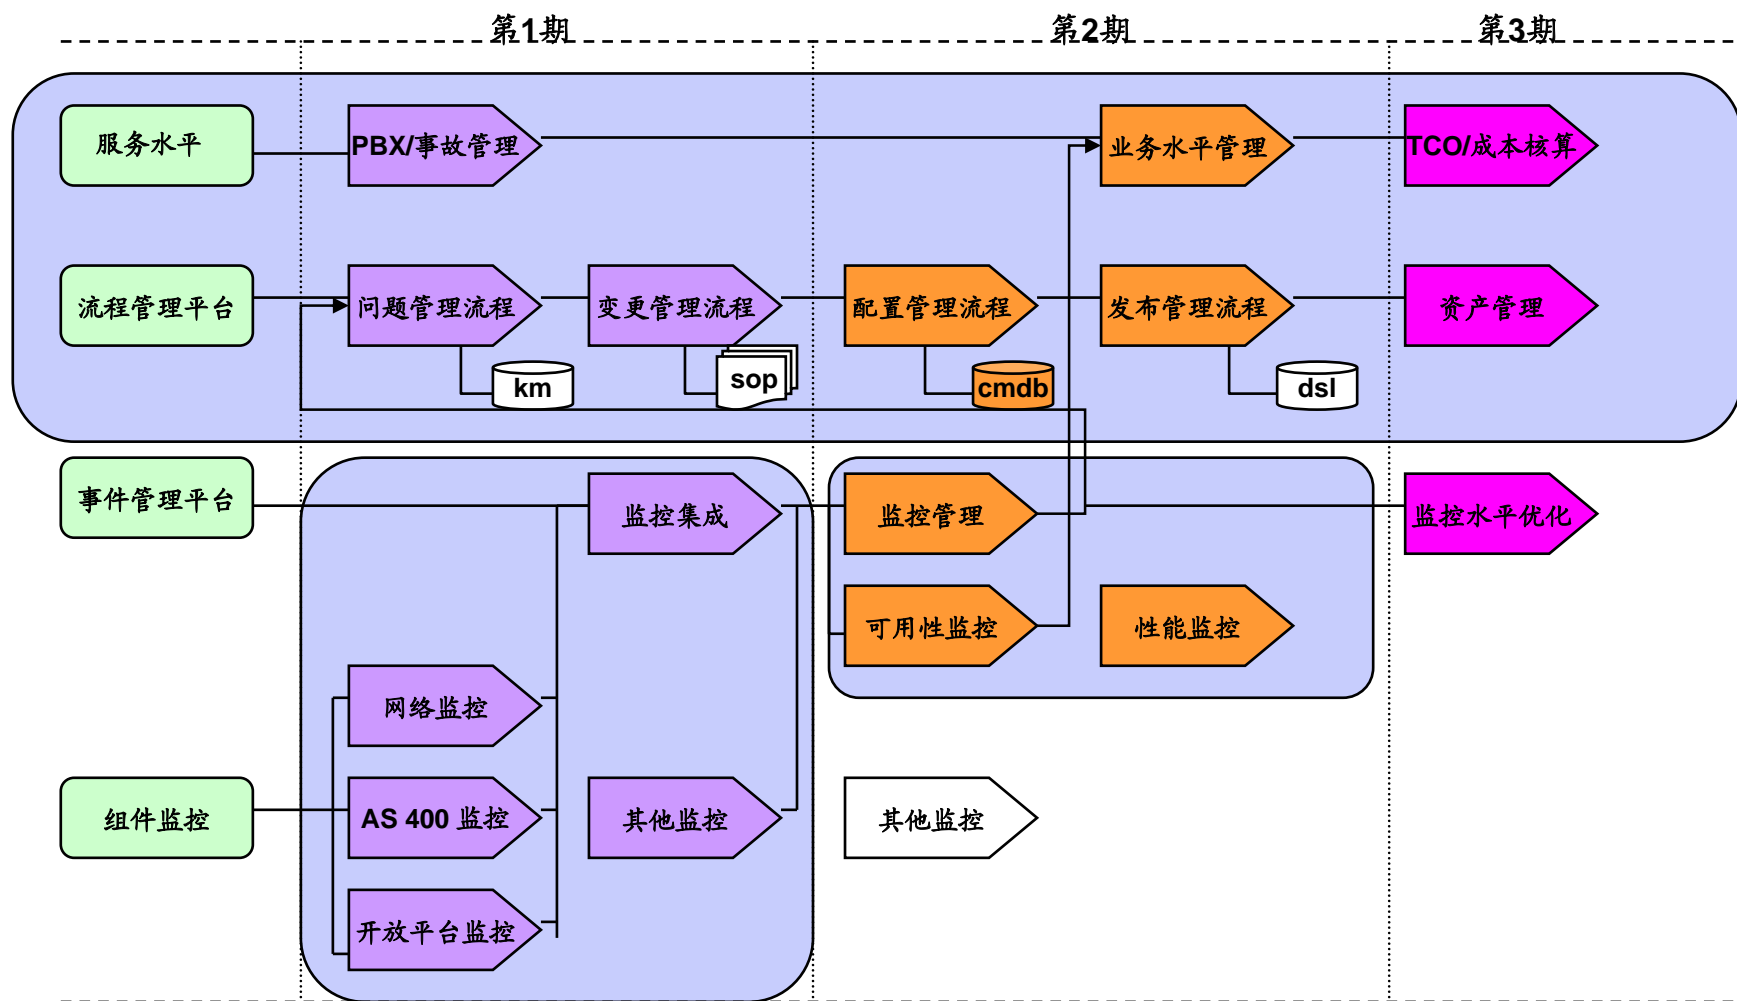 第1期
第2期
第3期
服务水平
PBX/事故管理
业务水平管理
TCO/成本核算
流程管理平台
问题管理流程
变更管理流程
配置管理流程
发布管理流程
资产管理
km
sop
cmdb
dsl
事件管理平台
监控集成
监控管理
监控水平优化
可用性监控
性能监控
网络监控
组件监控
AS 400 监控
其他监控
其他监控
开放平台监控